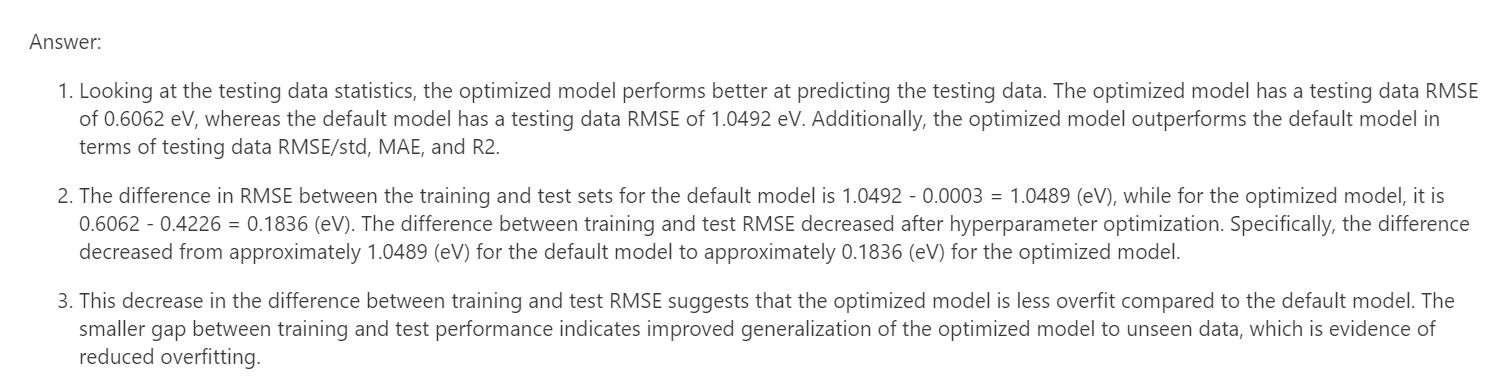 Answer:
1. Looking at the testing data statistics, the optimized model performs better at predicting the testing data. The optimized model has a testing data RMSE
of 0.6062 eV, whereas the default model has a testing data RMSE of 1.0492 eV. Additionally, the optimized model outperforms the default model in
terms of testing data RMSE/std, MAE, and R2.
2. The difference in RMSE between the training and test sets for the default model is 1.0492 - 0.0003 = 1.0489 (eV), while for the optimized model, it is
0.6062 - 0.4226 = 0.1836 (eV). The difference between training and test RMSE decreased after hyperparameter optimization. Specifically, the difference
decreased from approximately 1.0489 (eV) for the default model to approximately 0.1836 (eV) for the optimized model.
3. This decrease in the difference between training and test RMSE suggests that the optimized model is less overfit compared to the default model. The
smaller gap between training and test performance indicates improved generalization of the optimized model to unseen data, which is evidence of
reduced overfitting.